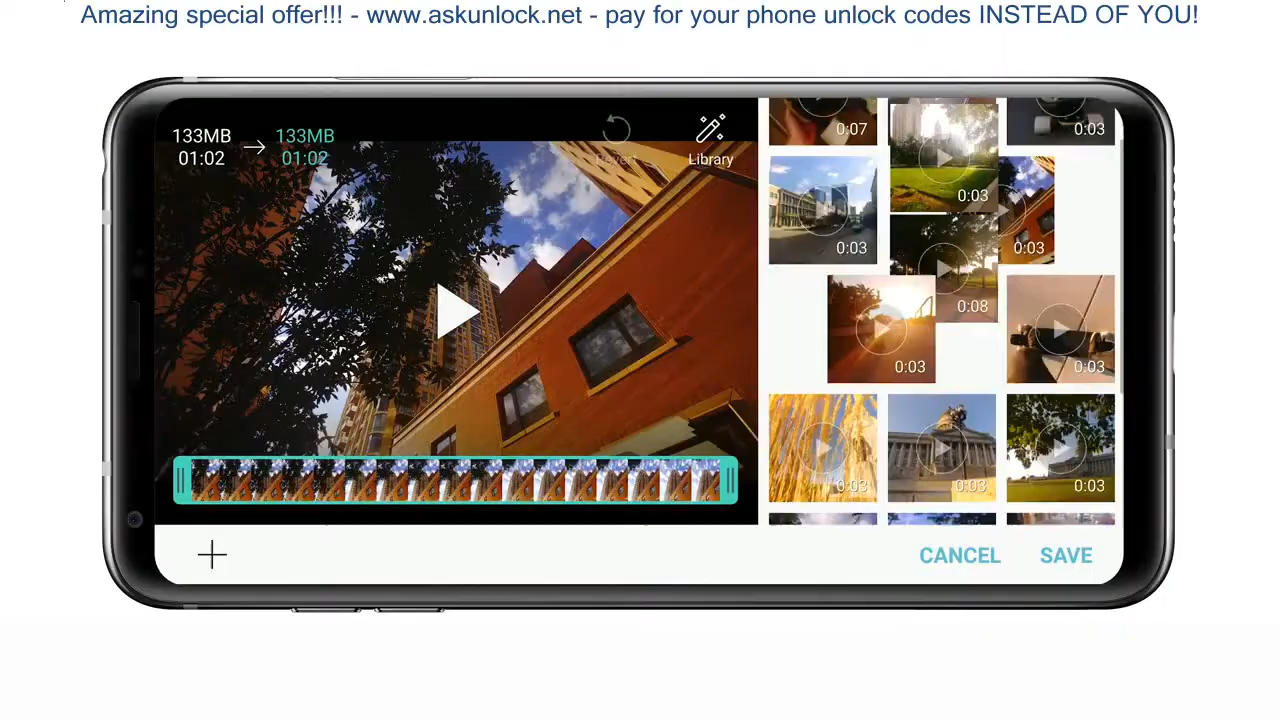 Amazing special offer!!! - www.askunlock.net - pay for your phone unlock codes INSTEAD OF YOU!
133MB
01:02
133MB
01:02
Revert
Library
0:07
0:03
0:03
0:03
0:03
0:08
0:03
0:03
0:03
0:03
0:03
CANCEL
SAVE